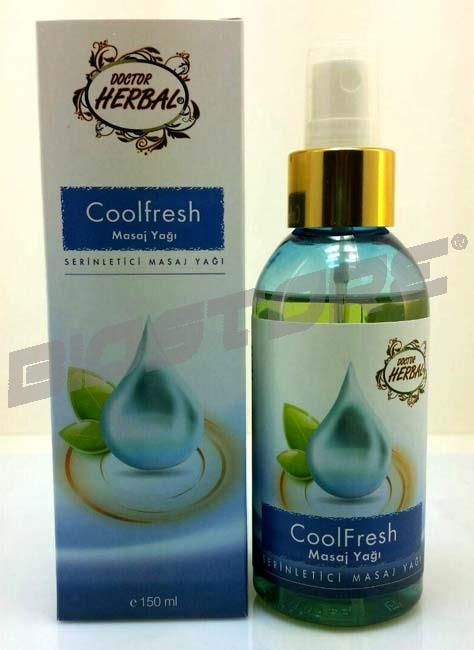 DOCTOR
HERBAL
Coolfresh
Masaj Yağı
SERİNLETİCİ MASAJ YAĞI
e 150 ml
DOCTOR
HERBAL
CoolFresh
Masaj Yağı
SERİNLETİCİ MASAJ YAĞI
BIOSTORE®